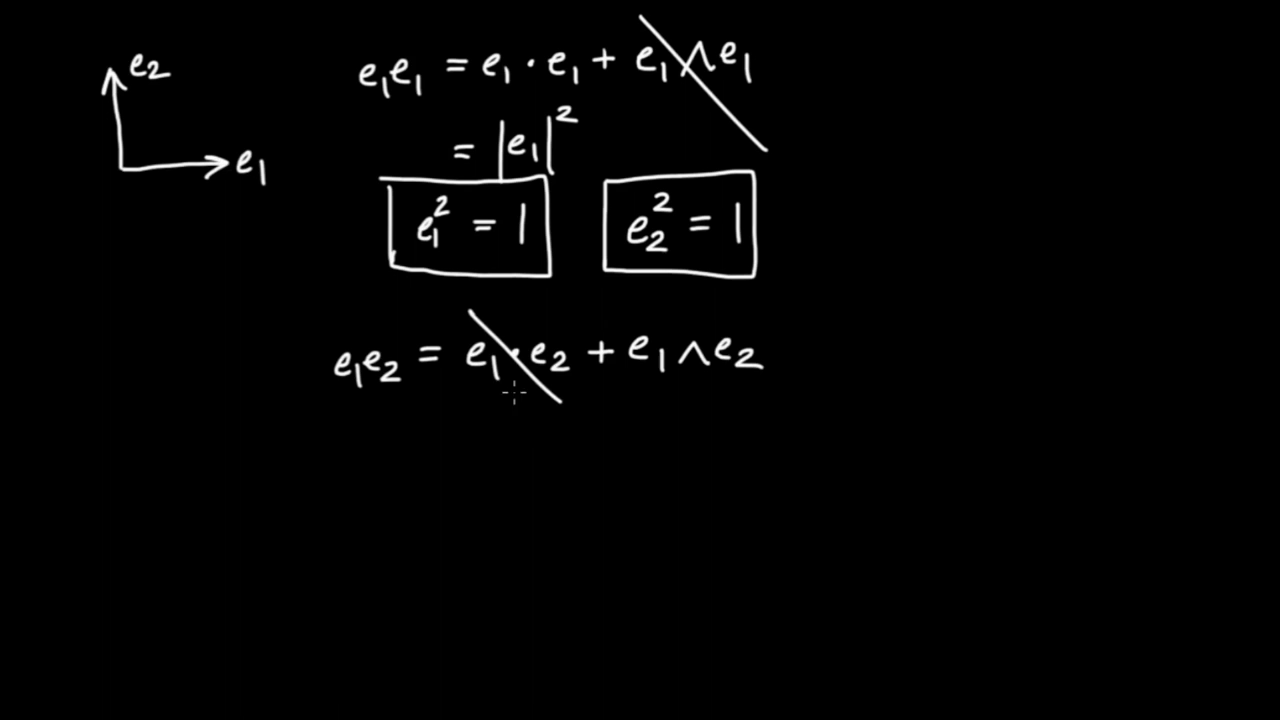 e₂
e₁
e₁e₁ = e₁ · e₁ + e₁ ∧ e₁
= |e₁|²
e₁² = 1
e₂² = 1
e₁e₂ = e₁ · e₂ + e₁ ∧ e₂